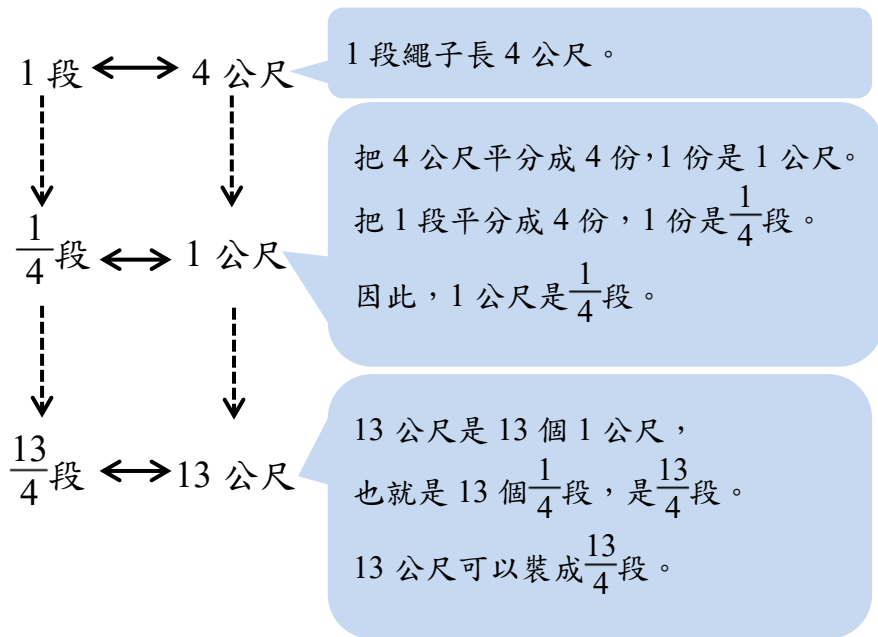 1 段 4 公尺
1 段繩子長 4 公尺。
把 4 公尺平分成 4 份,1 份是 1 公尺。
把 1 段平分成 4 份,1 份是1/4段。
因此,1 公尺是1/4段。
1/4段 1 公尺
13 公尺是 13 個 1 公尺,
也就是 13 個1/4段,是13/4段。
13 公尺可以裝成13/4段。
13/4段 13 公尺